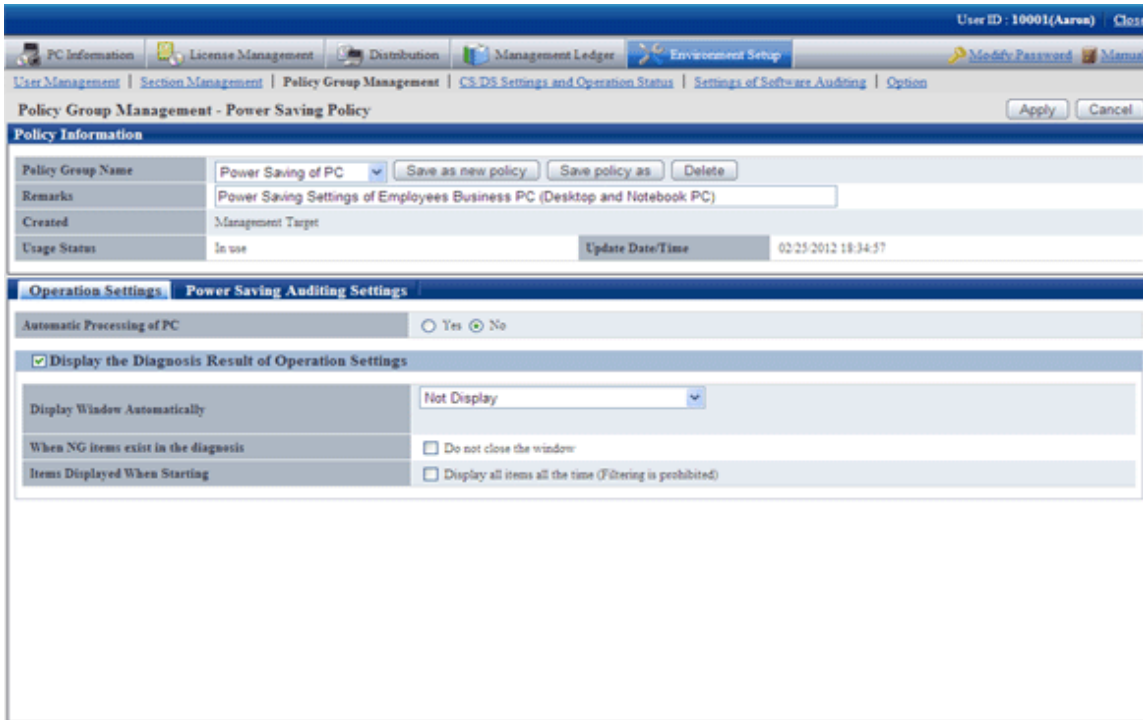 User ID : 10001(Aaron) Close
PC Information License Management Distribution Management Ledger Environment Setup Modify Password Manual
User Management | Section Management | Policy Group Management | CS/DS Settings and Operation Status | Settings of Software Auditing | Option
Policy Group Management - Power Saving Policy Apply Cancel
Policy Information
Policy Group Name Power Saving of PC Save as new policy Save policy as Delete
Remarks Power Saving Settings of Employees Business PC (Desktop and Notebook PC)
Created Management Target
Usage Status In use Update Date/Time 02/25/2012 18:34:57
Operation Settings Power Saving Auditing Settings
Automatic Processing of PC Yes No
Display the Diagnosis Result of Operation Settings
Display Window Automatically Not Display
When NG items exist in the diagnosis Do not close the window
Items Displayed When Starting Display all items all the time (Filtering is prohibited)